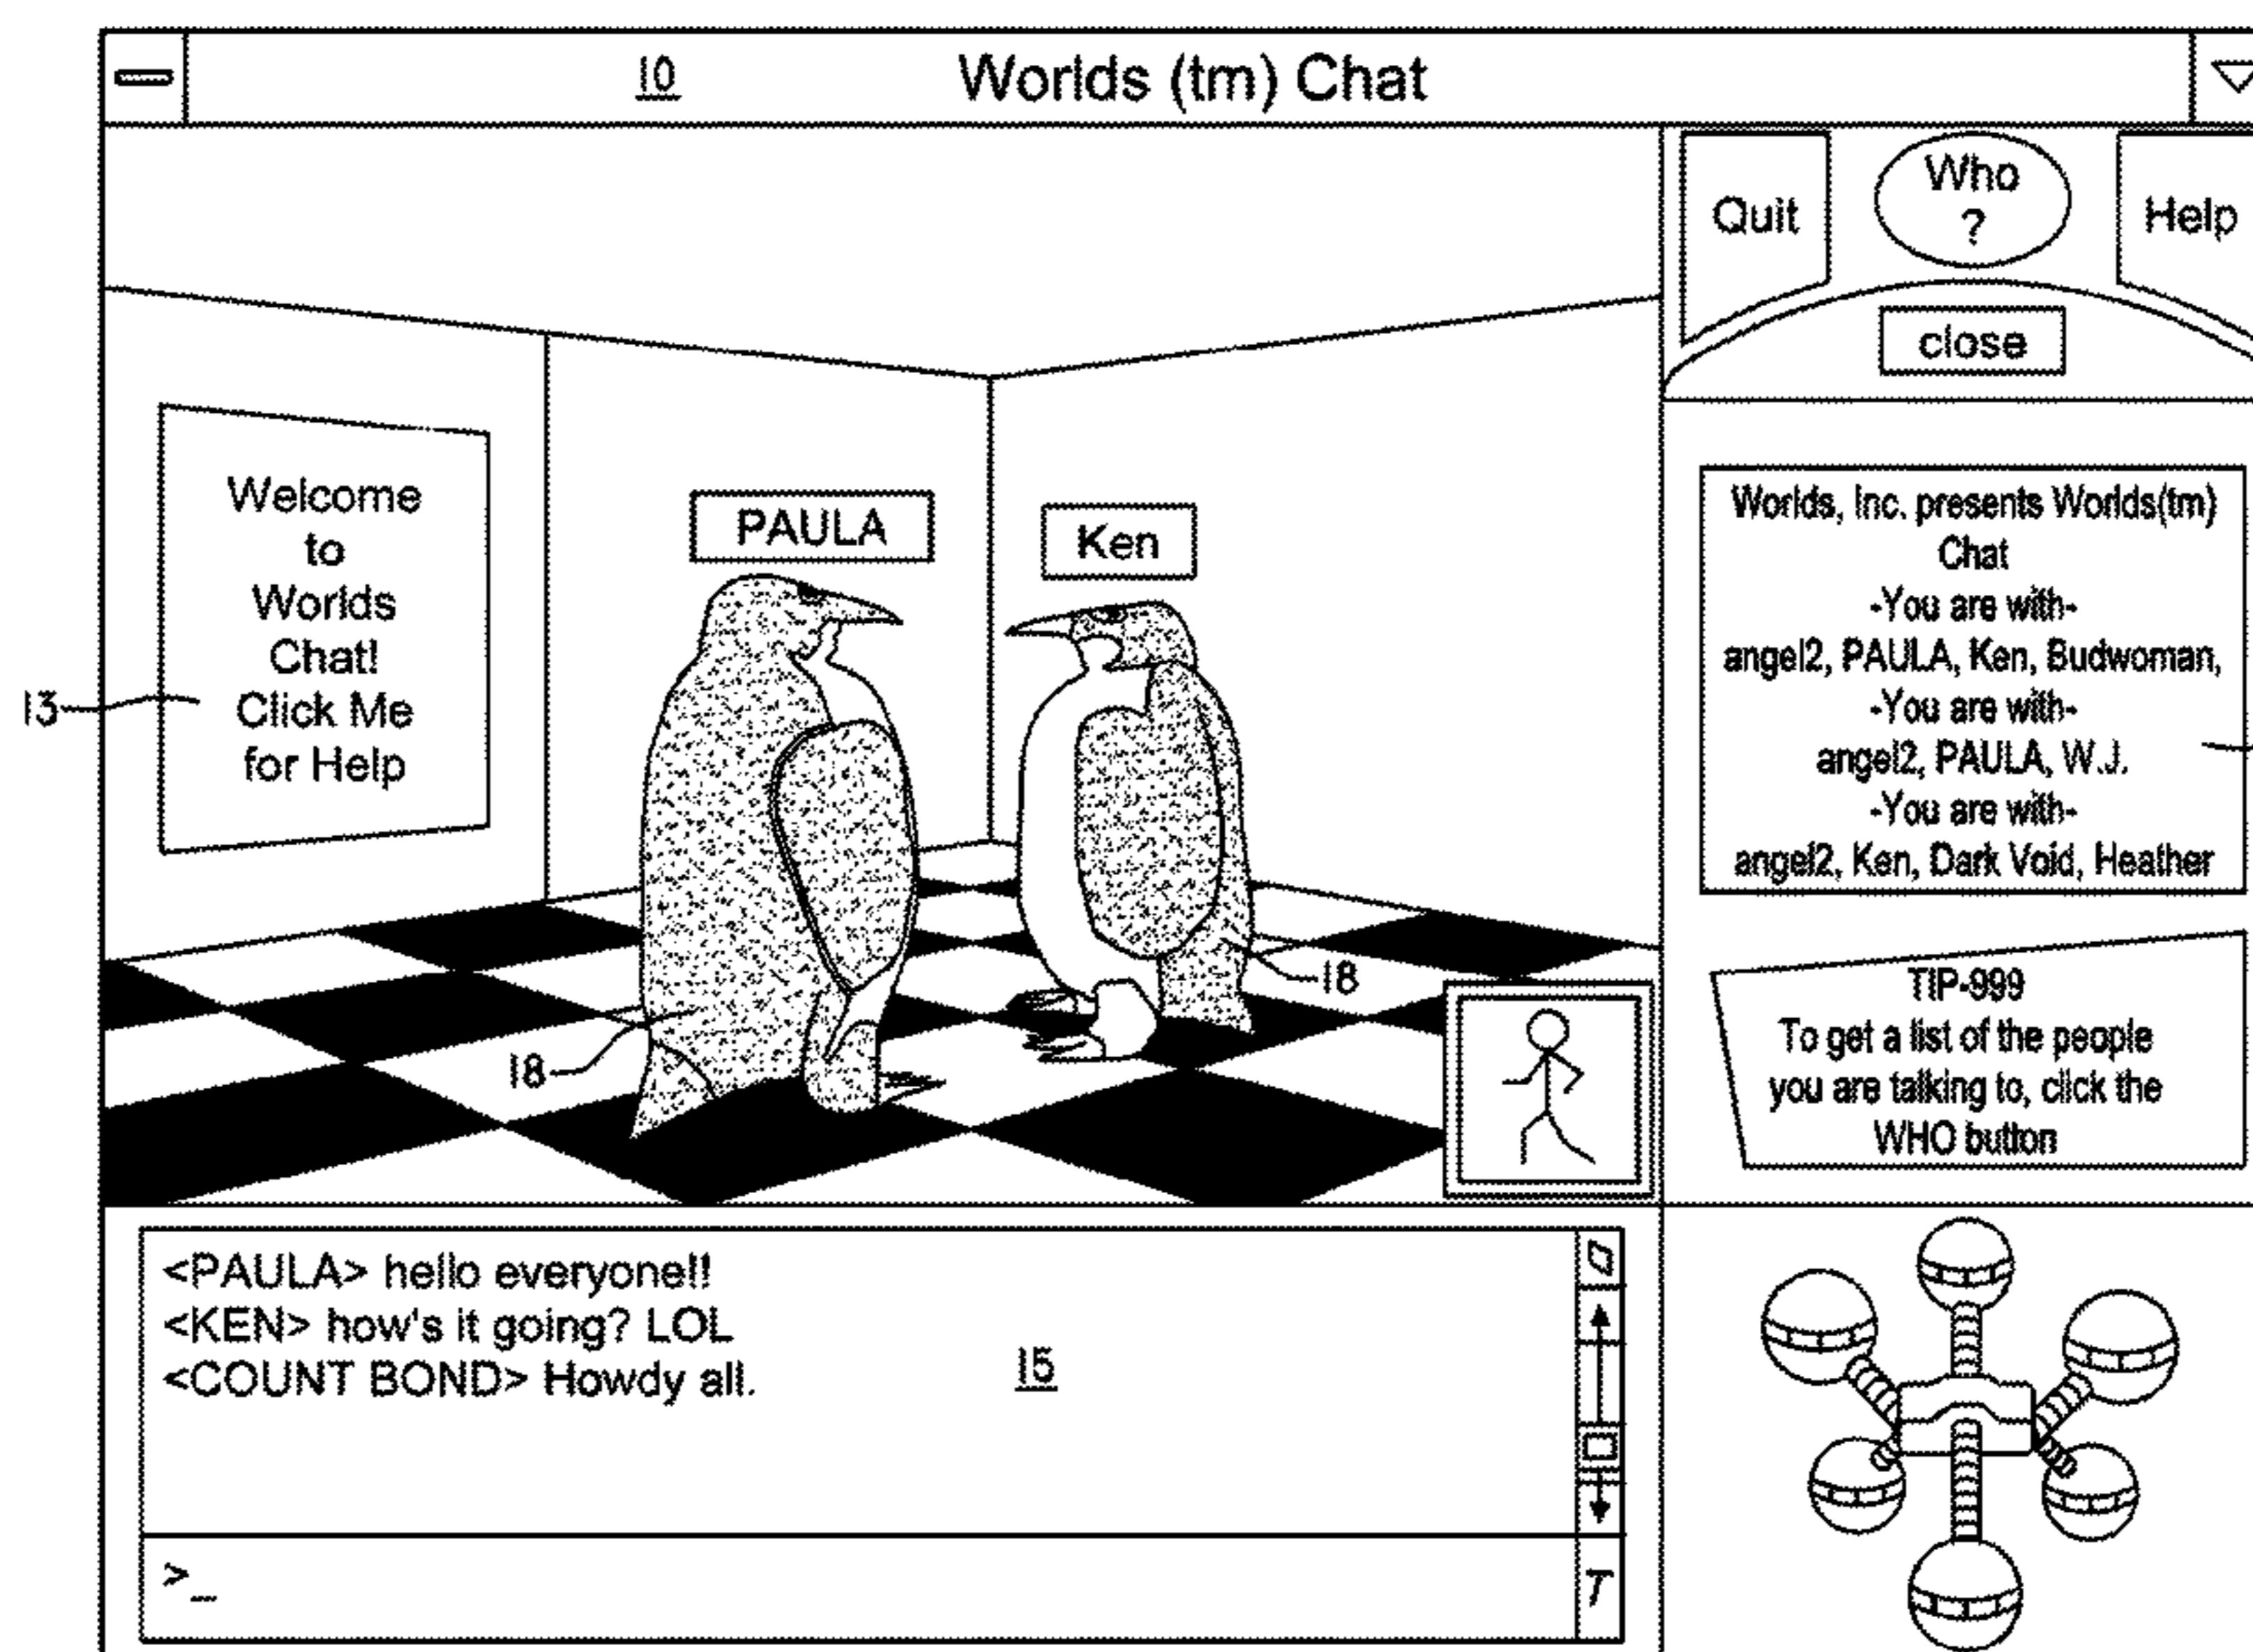 10 Worlds (tm) Chat
Quit
Who
?
Help
close
Welcome
to
Worlds
Chat!
Click Me
for Help
13
PAULA
Ken
18
18
Worlds, Inc. presents Worlds(tm)
Chat
-You are with-
angel2, PAULA, Ken, Budwoman,
-You are with-
angel2, PAULA, W.J.
-You are with-
angel2, Ken, Dark Void, Heather
TIP-999
To get a list of the people
you are talking to, click the
WHO button
<PAULA> hello everyone!!
<KEN> how's it going? LOL
<COUNT BOND> Howdy all.
15
>_
T